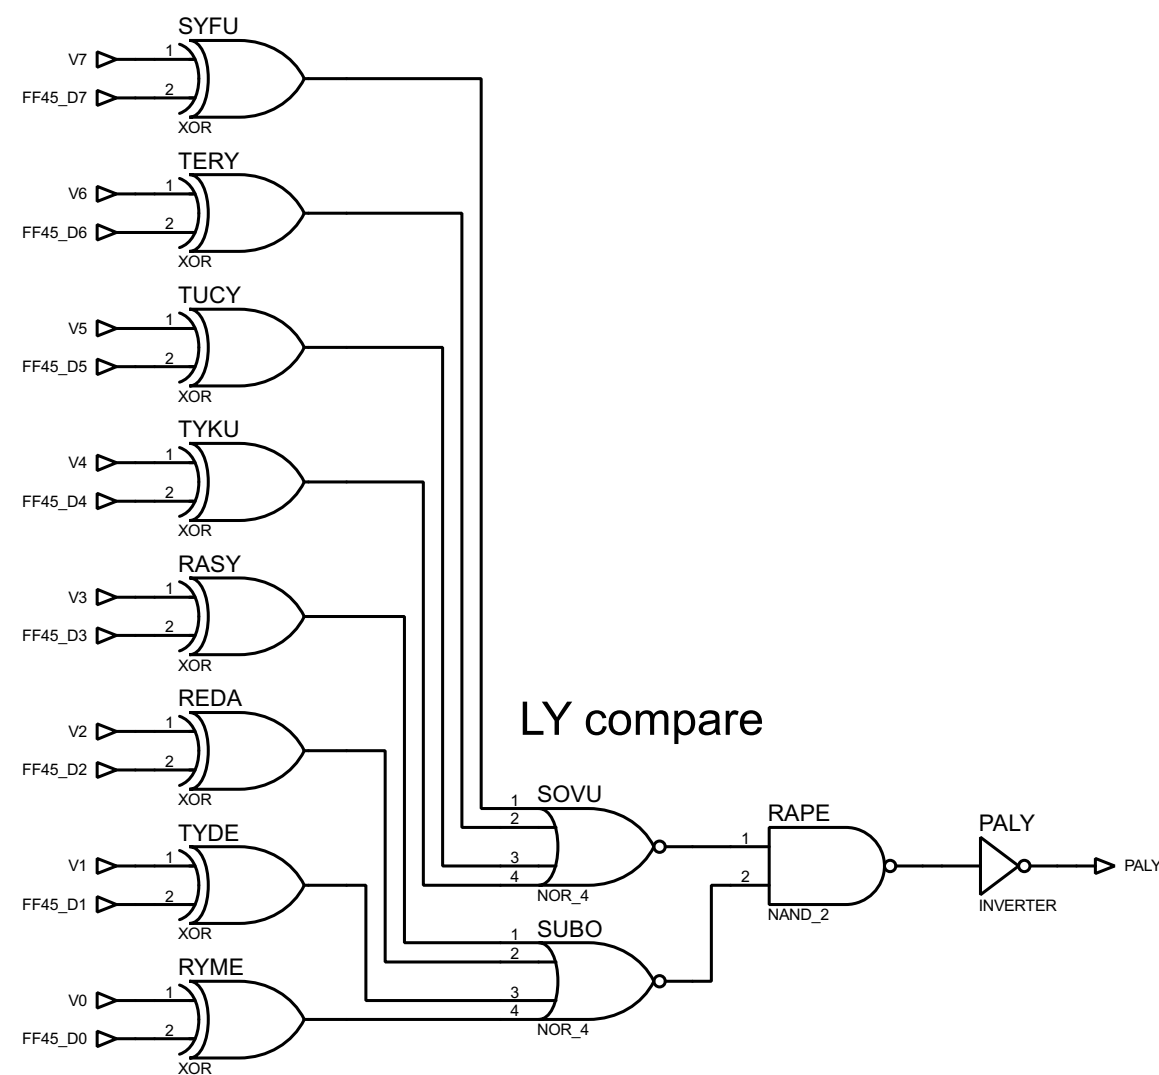 SYFU
V7
1
FF45_D7
2
XOR
TERY
V6
1
FF45_D6
2
XOR
TUCY
V5
1
FF45_D5
2
XOR
TYKU
V4
1
FF45_D4
2
XOR
RASY
V3
1
FF45_D3
2
XOR
REDA
V2
1
FF45_D2
2
XOR
TYDE
V1
1
FF45_D1
2
XOR
RYME
V0
1
FF45_D0
2
XOR
LY compare
SOVU
1
2
3
4
NOR_4
SUBO
1
2
3
4
NOR_4
RAPE
1
2
NAND_2
PALY
INVERTER
PALY